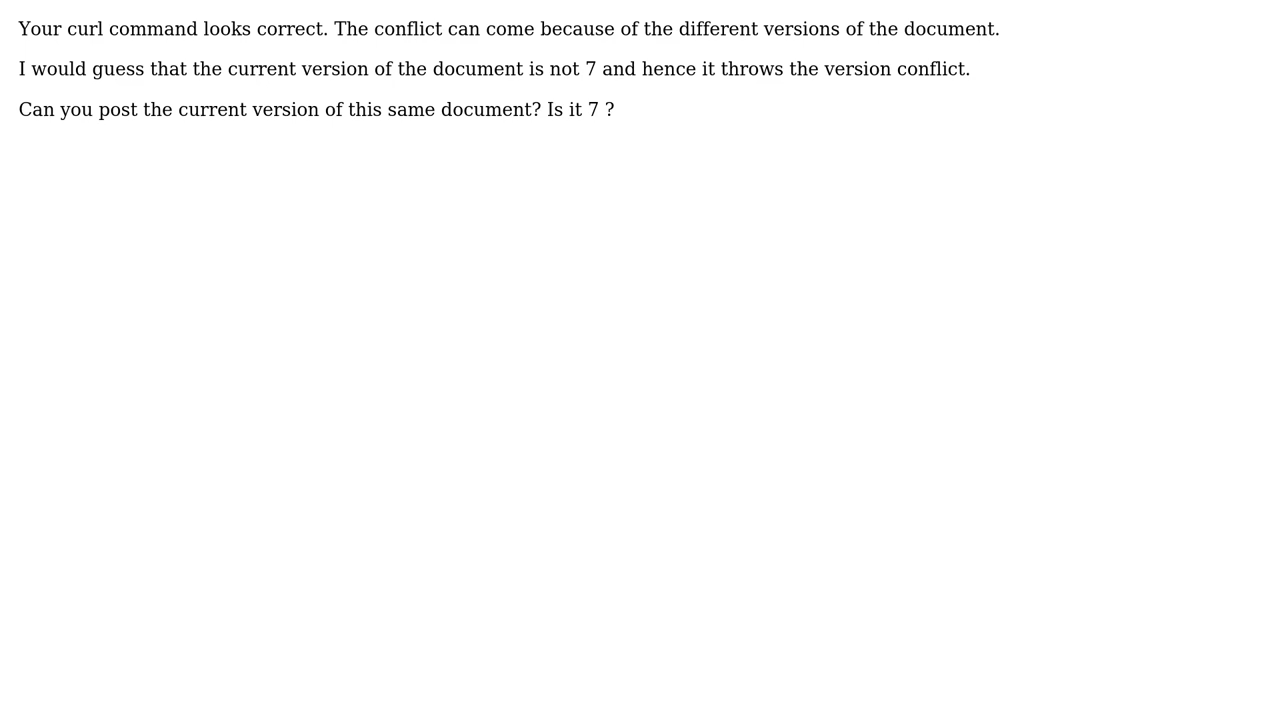 Your curl command looks correct. The conflict can come because of the different versions of the document.
I would guess that the current version of the document is not 7 and hence it throws the version conflict.
Can you post the current version of this same document? Is it 7 ?